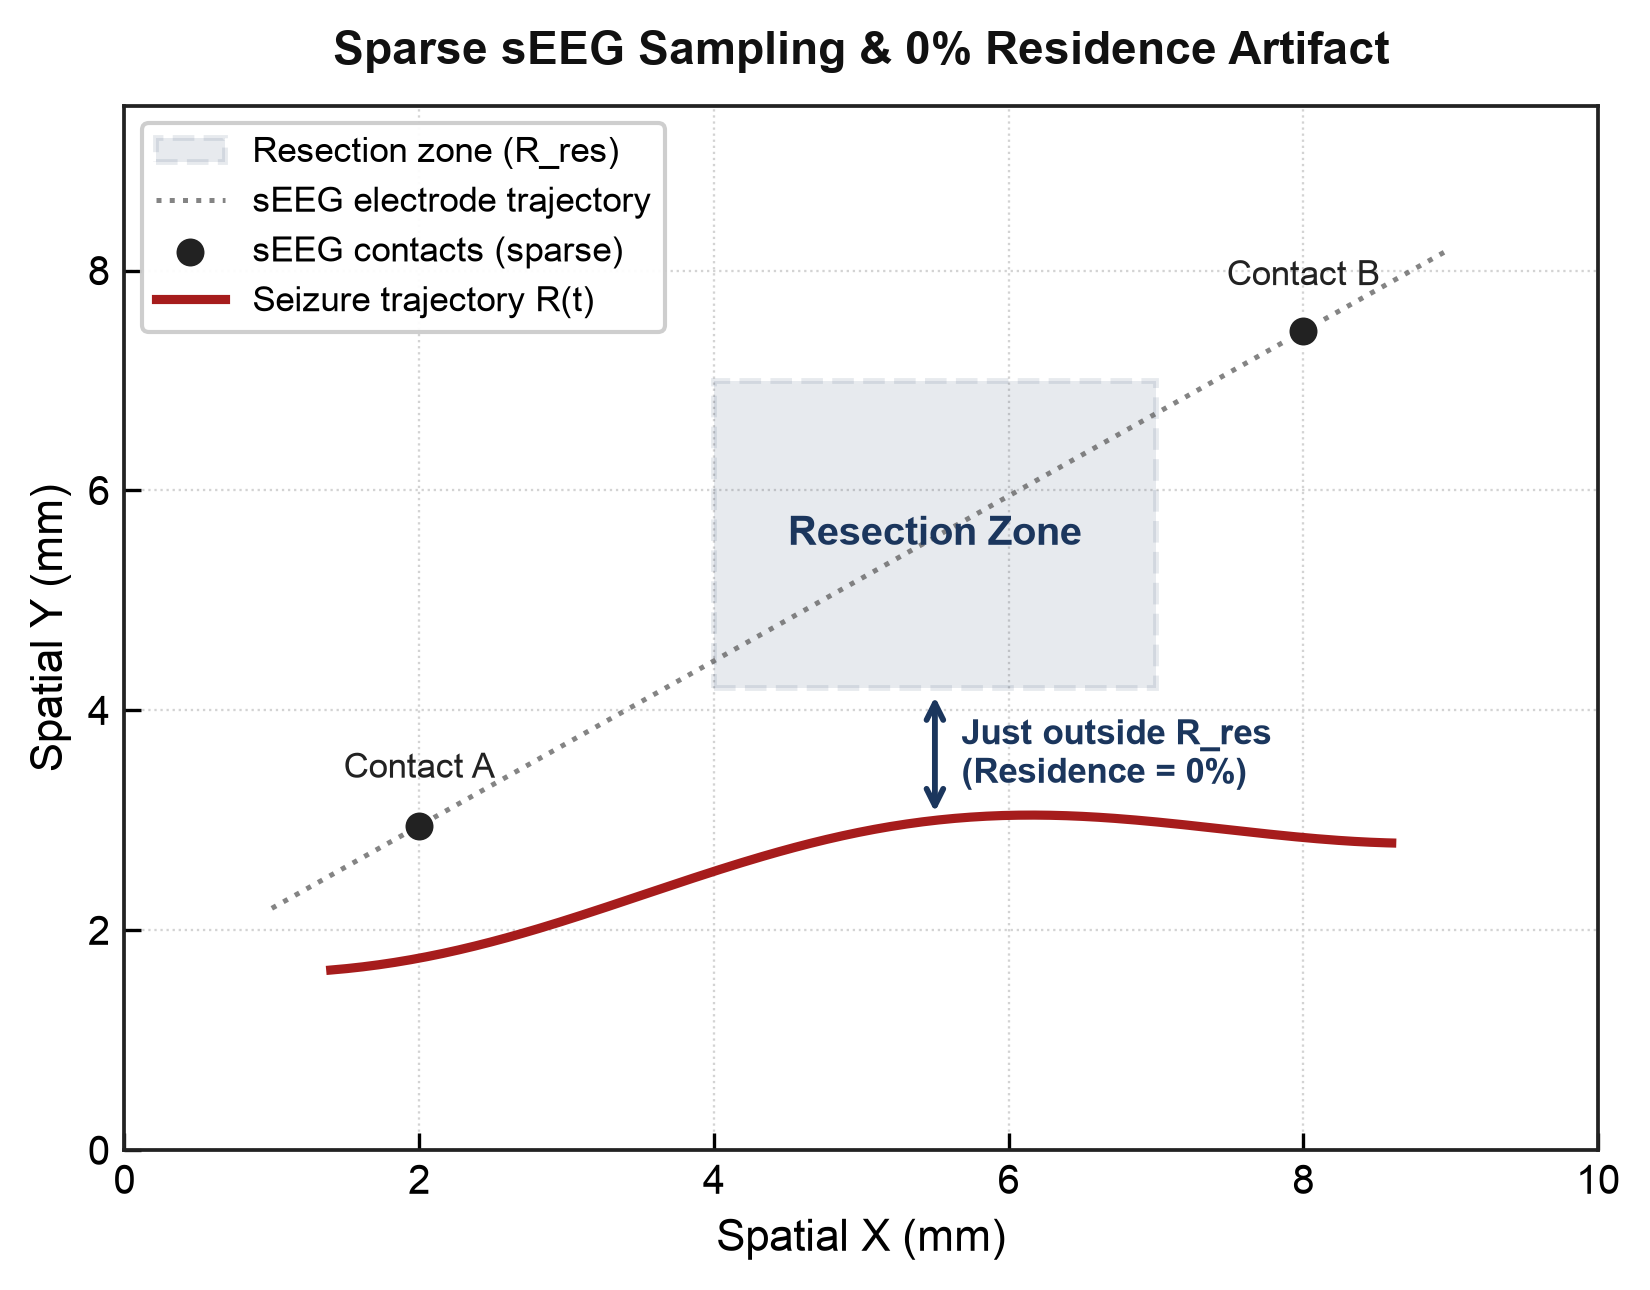 Sparse sEEG Sampling & 0% Residence Artifact
Resection zone (R_res)
sEEG electrode trajectory
sEEG contacts (sparse)
Seizure trajectory R(t)
Contact B
Resection Zone
Just outside R_res
(Residence = 0%)
Contact A
Spatial Y (mm)
8
6
4
2
0
0 2 4 6 8 10
Spatial X (mm)